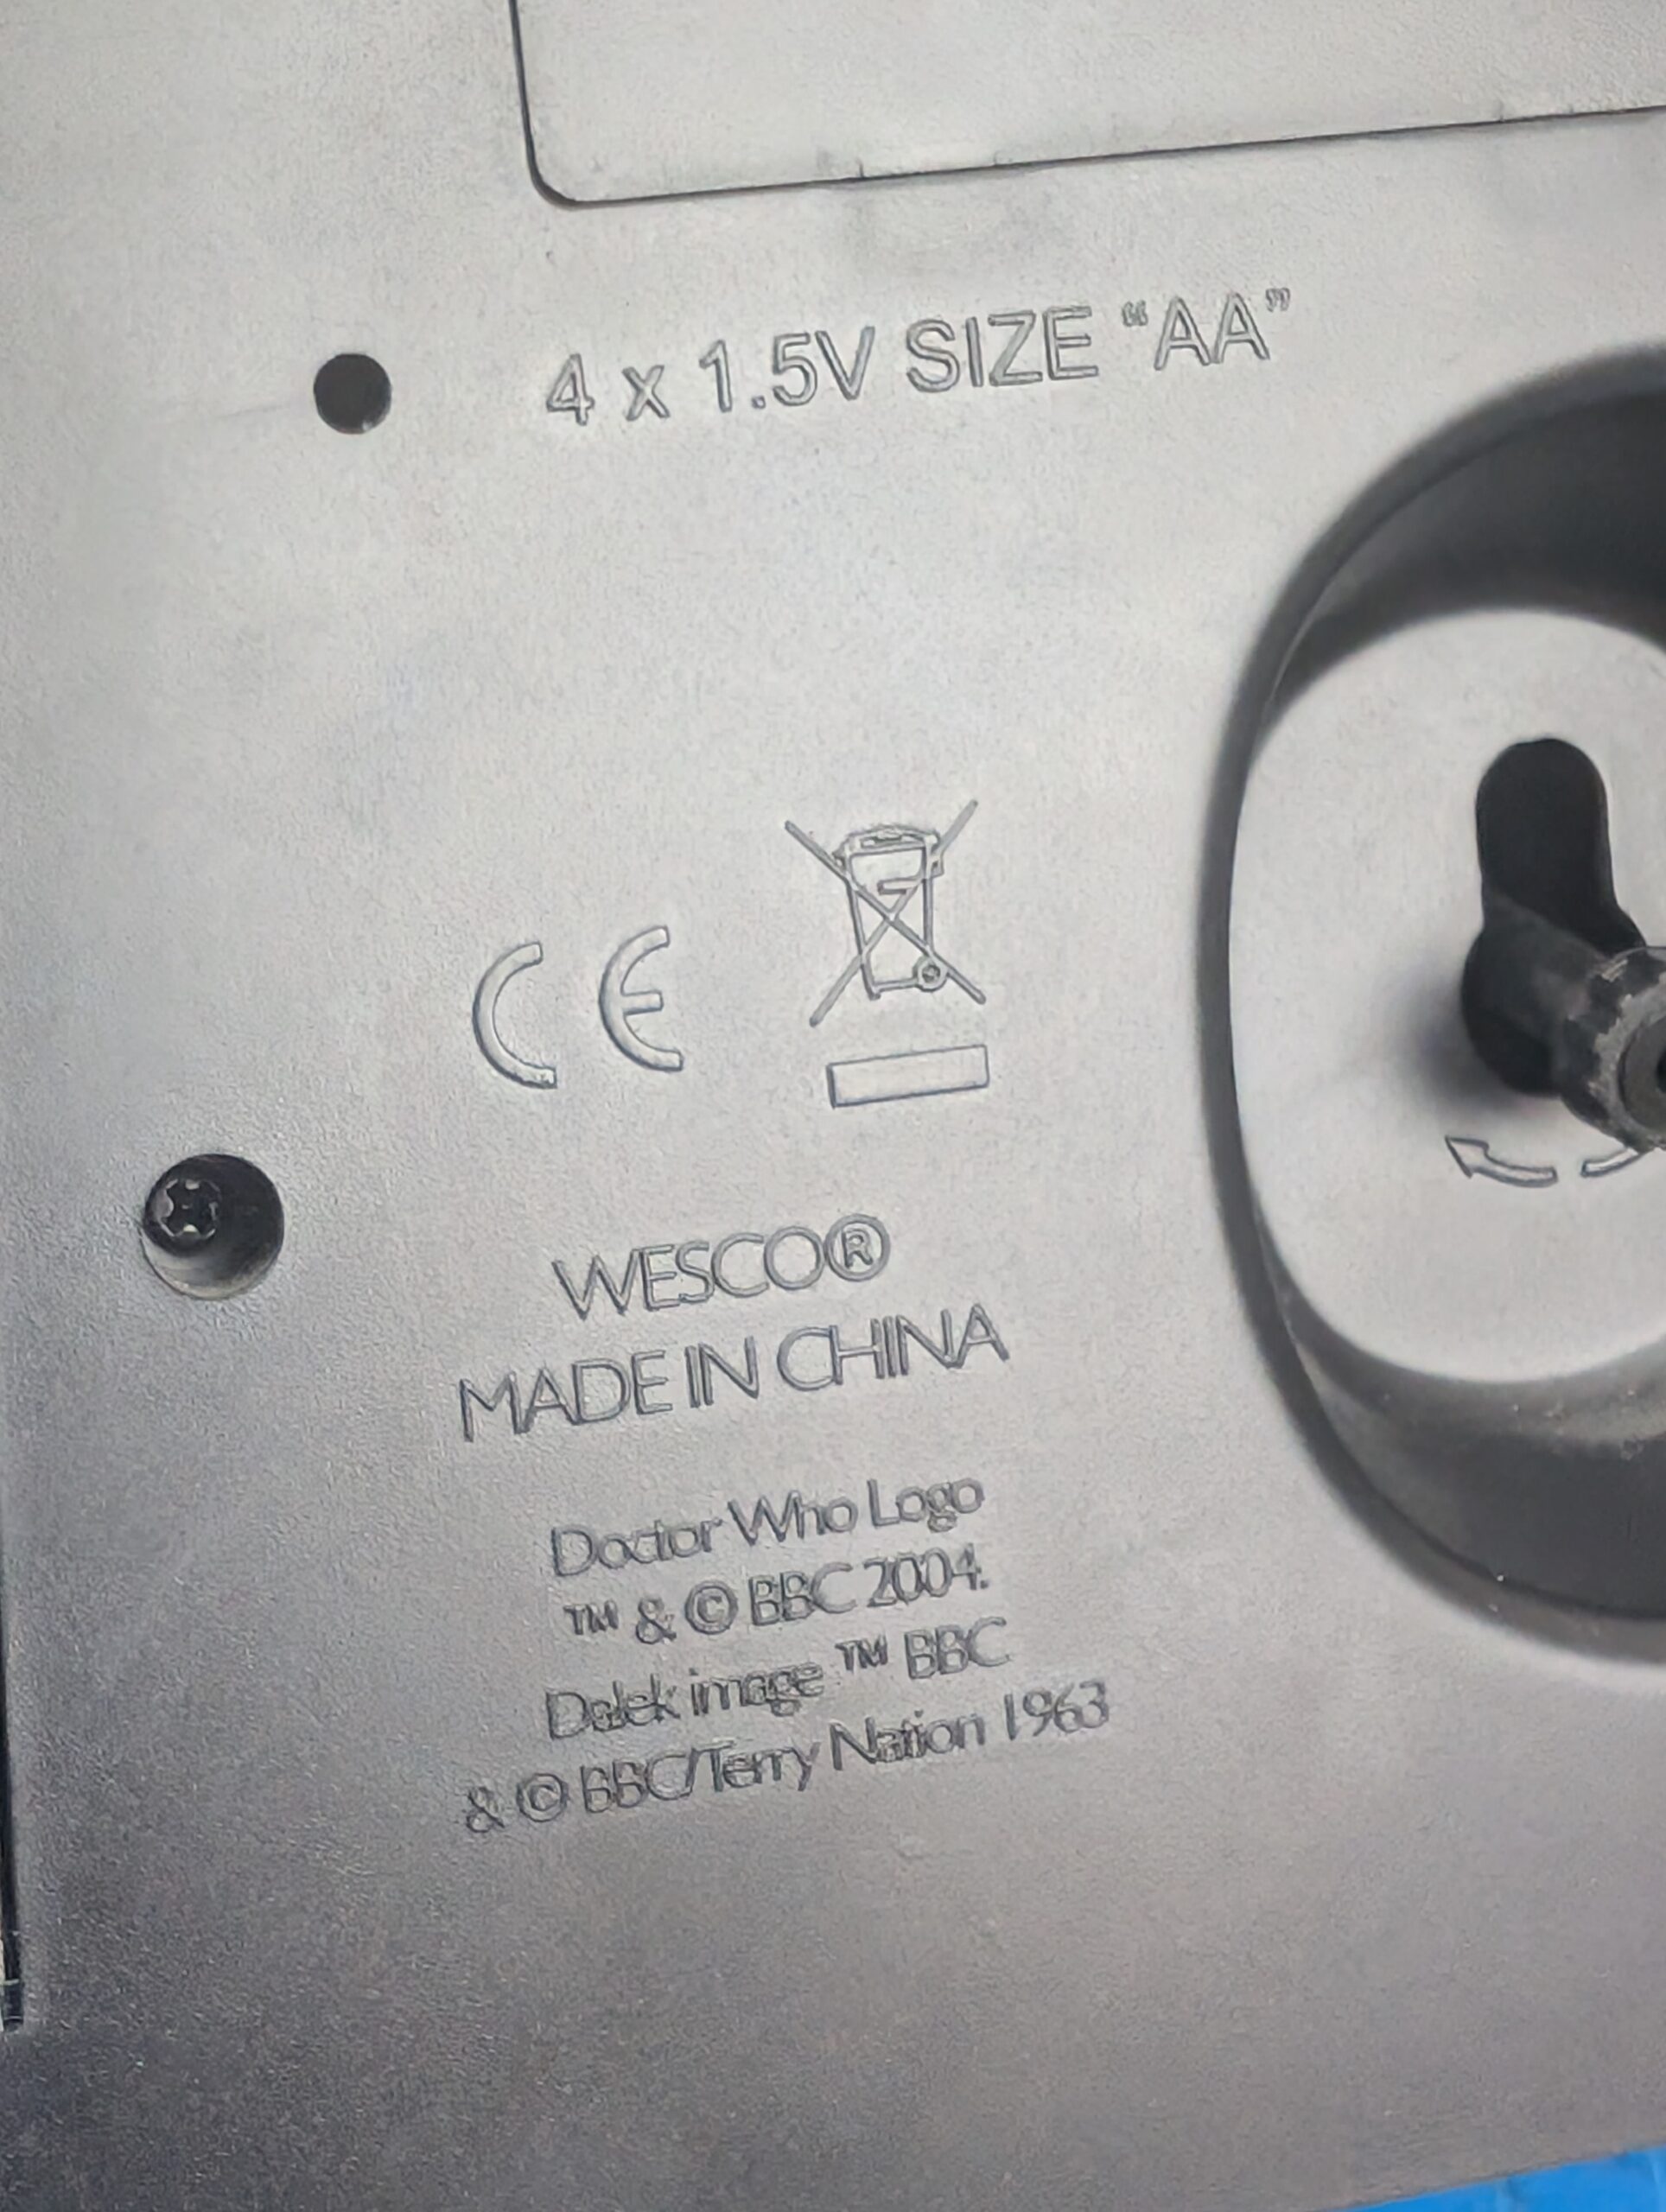 4 x 1.5V SIZE “AA”
CE
WESCO®
MADE IN CHINA
Doctor Who Logo
™ & © BBC 2004.
Dalek image ™ BBC
& © BBC/Terry Nation 1963